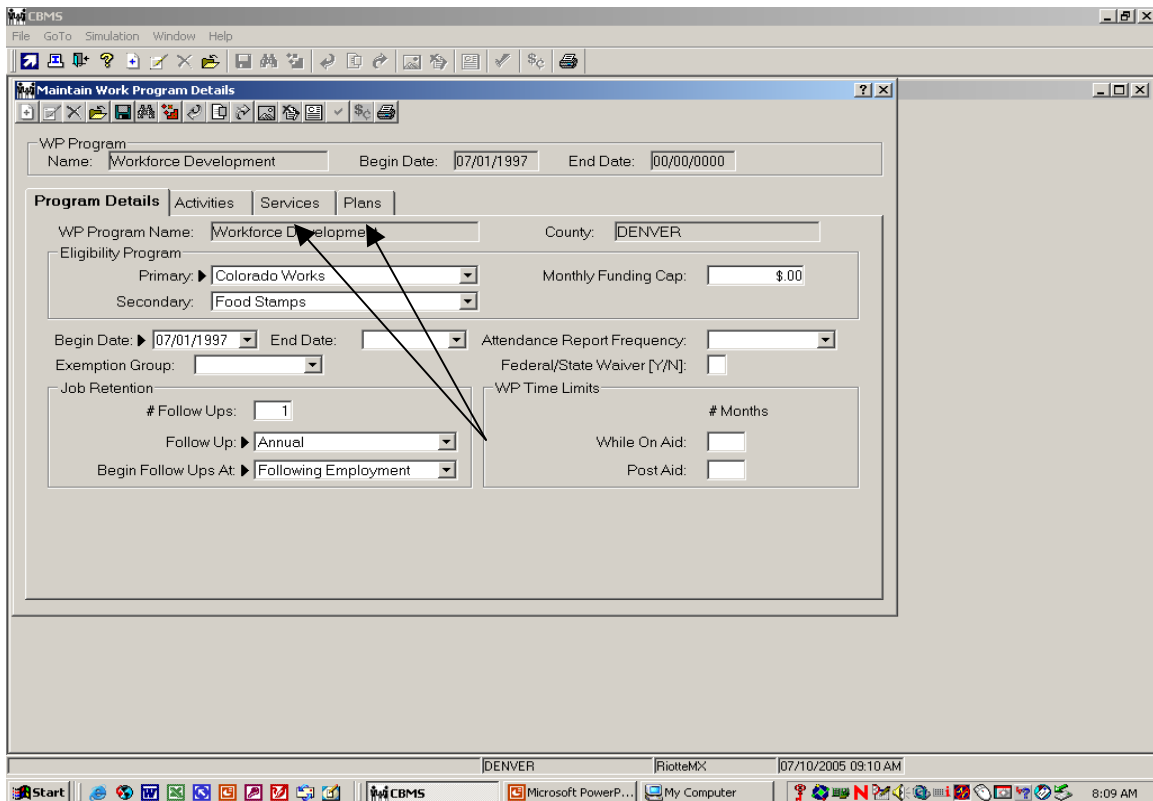 CBMS
File GoTo Simulation Window Help
Maintain Work Program Details
WP Program
Name: Workforce Development Begin Date: 07/01/1997 End Date: 00/00/0000
Program Details Activities Services Plans
WP Program Name: Workforce Development County: DENVER
Eligibility Program
Primary: Colorado Works Monthly Funding Cap: $.00
Secondary: Food Stamps
Begin Date: 07/01/1997 End Date: Attendance Report Frequency:
Exemption Group: Federal/State Waiver [Y/N]:
Job Retention WP Time Limits
# Follow Ups: 1 # Months
Follow Up: Annual While On Aid:
Begin Follow Ups At: Following Employment Post Aid:
DENVER RiotteMX 07/10/2005 09:10 AM
Start CBMS Microsoft PowerP... My Computer 8:09 AM